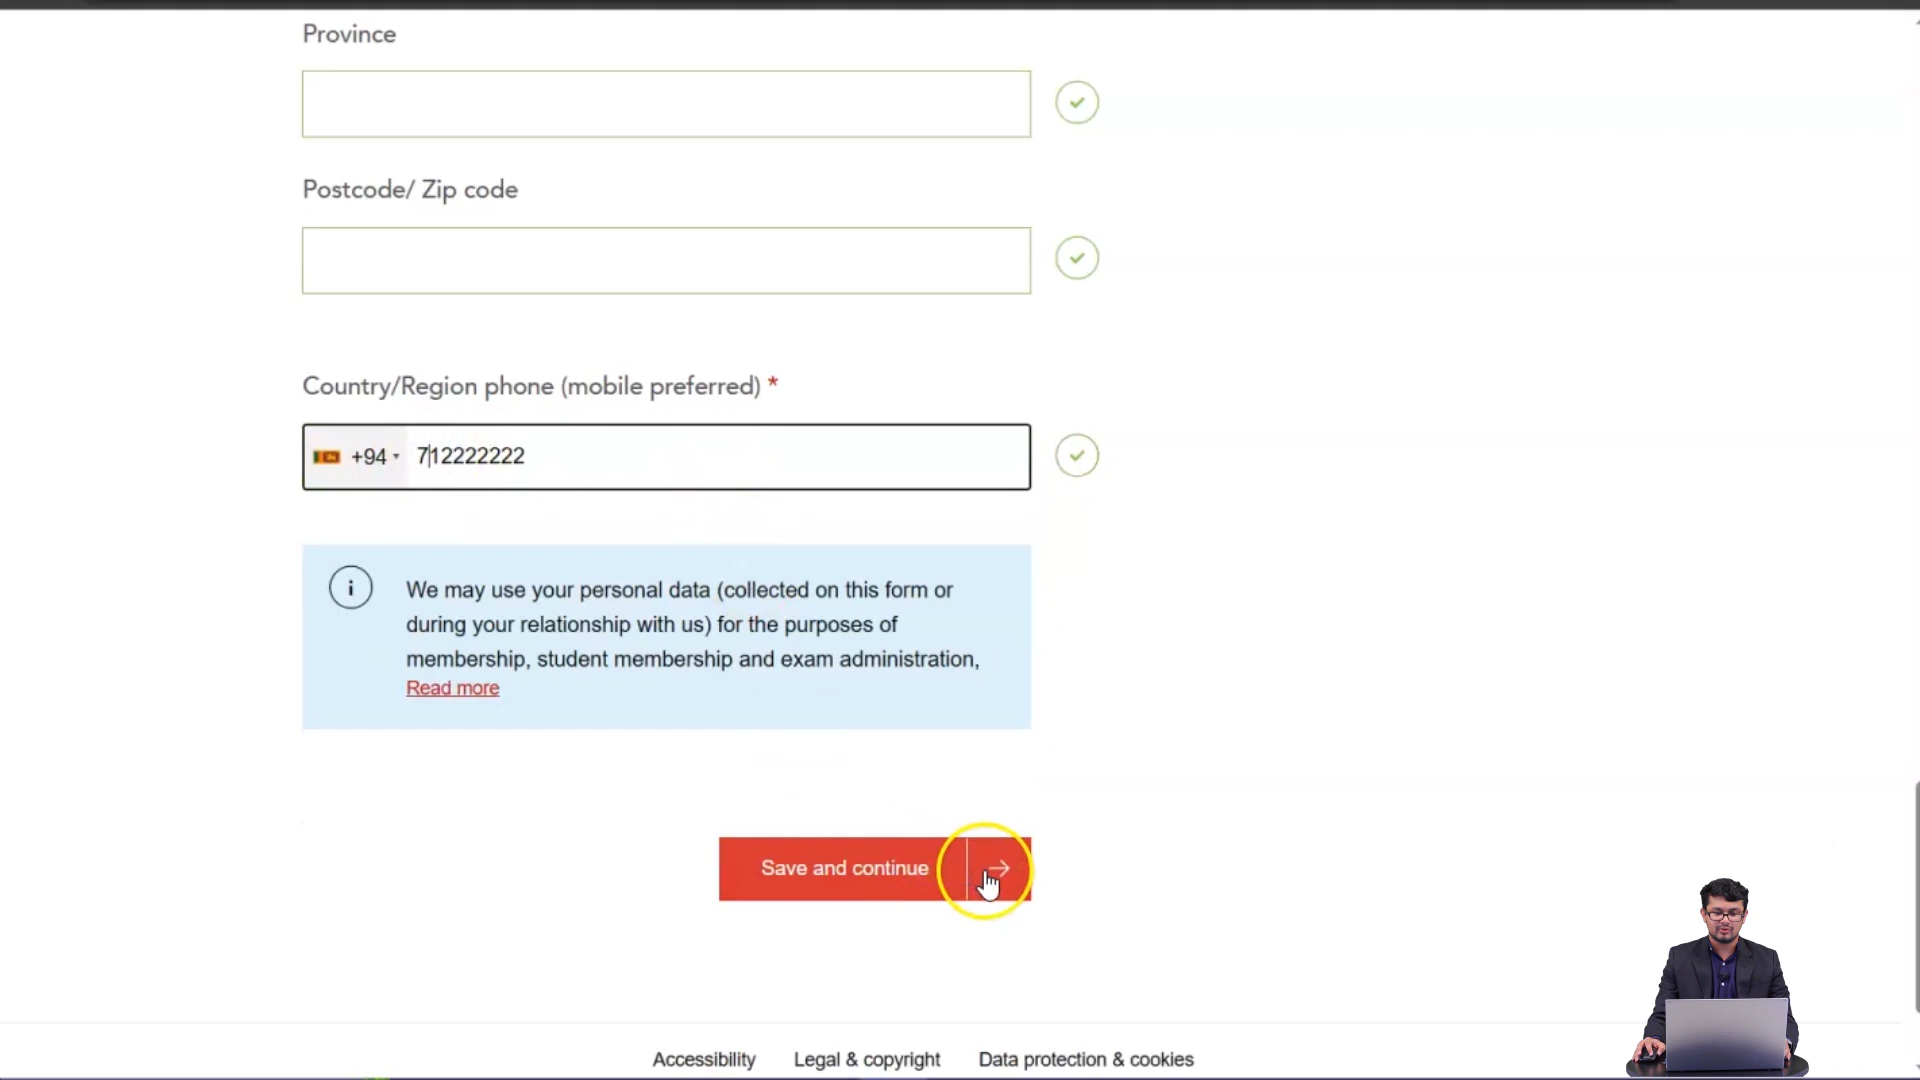 Province
Postcode/ Zip code
Country/Region phone (mobile preferred) *
+94 712222222
We may use your personal data (collected on this form or
during your relationship with us) for the purposes of
membership, student membership and exam administration,
Read more
Save and continue
Accessibility Legal & copyright Data protection & cookies